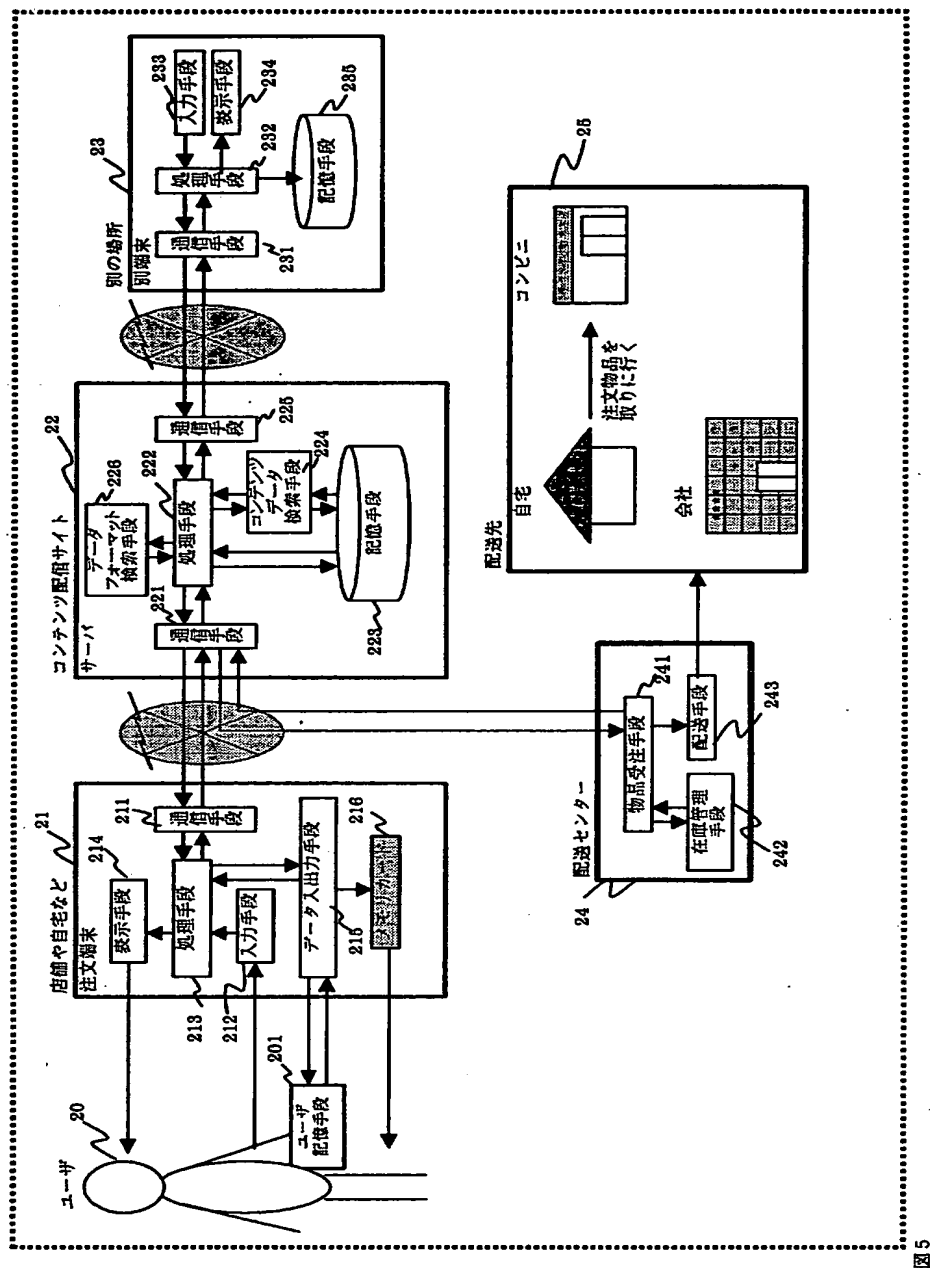 ユーザ
20
ユーザ
記憶手段
201
店舗や自宅など
21
注文端末
表示手段
214
処理手段
213
入力手段
212
通信手段
211
データ入出力手段
215
メモリカード
216
コンテンツ配信サイト
22
サーバ
データ
フォーマット
検索手段
226
通信手段
221
処理手段
222
コンテンツ
データ
検索手段
224
通信手段
225
記憶手段
223
別の場所
23
別端末
通信手段
231
処理手段
232
入力手段
233
表示手段
234
記憶手段
235
配送センター
24
物品受注手段
241
在庫管理
手段
242
配送手段
243
配送先
25
自宅
注文物品を
取りに行く
コンビニ
会社
図5